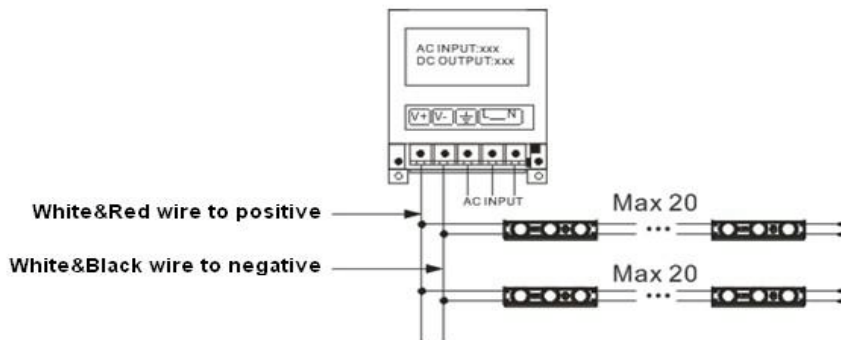 AC INPUT:xxx
DC OUTPUT:xxx
V+ V- L N
AC INPUT
White&Red wire to positive
Max 20
White&Black wire to negative
Max 20